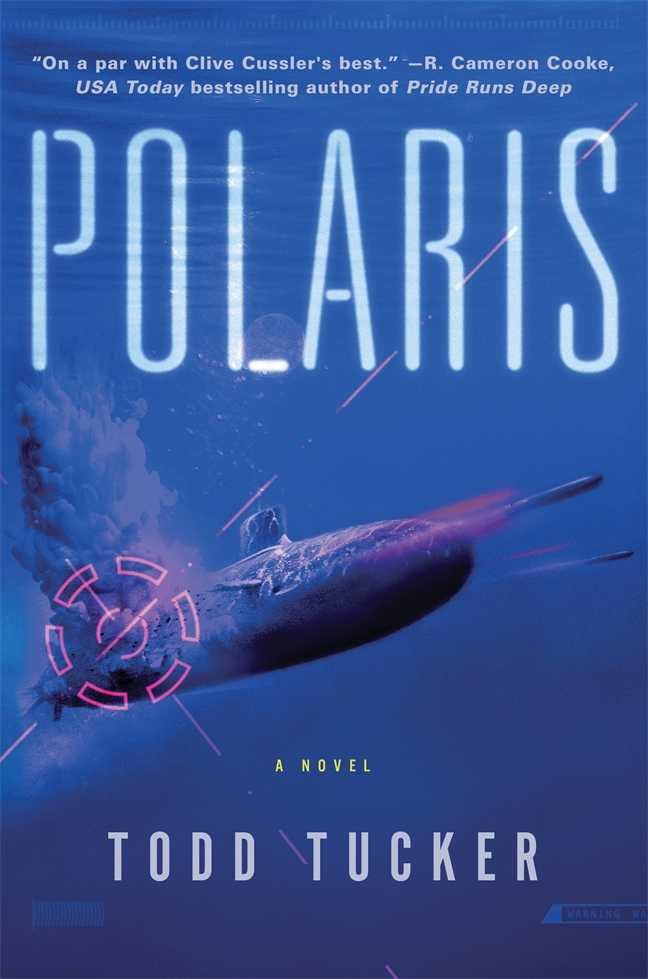 “On a par with Clive Cussler's best.” —R. Cameron Cooke,
USA Today bestselling author of Pride Runs Deep
POLARIS
A NOVEL
TODD TUCKER
WARNING WA